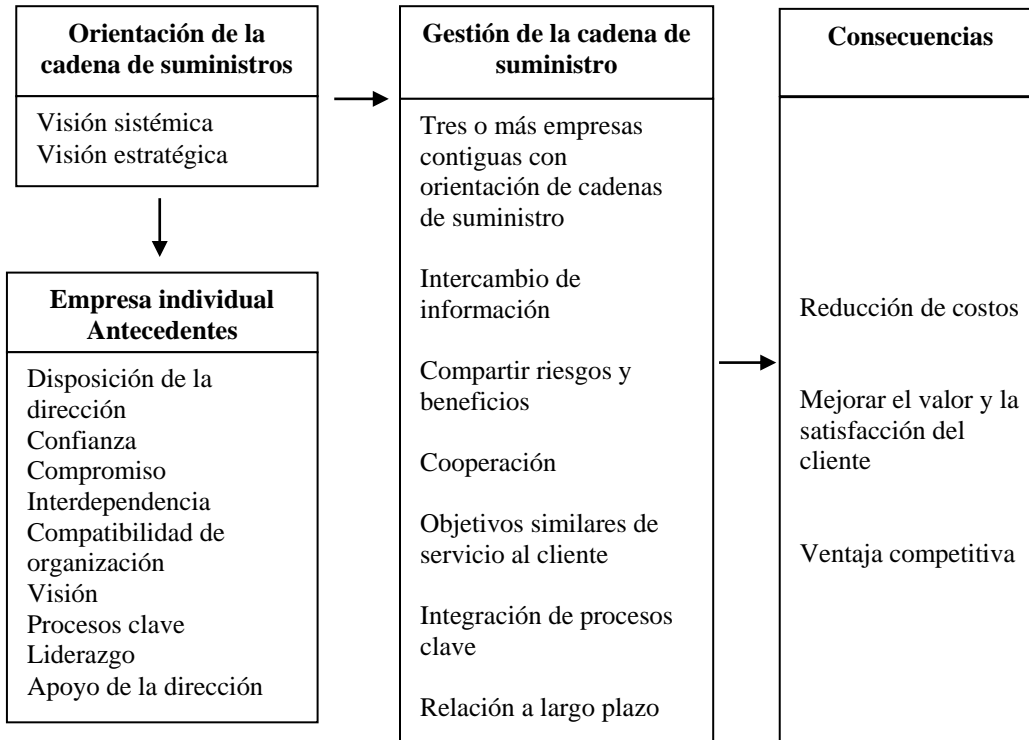 Orientación de la
cadena de suministros
Visión sistémica
Visión estratégica
Empresa individual
Antecedentes
Disposición de la
dirección
Confianza
Compromiso
Interdependencia
Compatibilidad de
organización
Visión
Procesos clave
Liderazgo
Apoyo de la dirección
Gestión de la cadena de
suministro
Tres o más empresas
contiguas con
orientación de cadenas
de suministro
Intercambio de
información
Compartir riesgos y
beneficios
Cooperación
Objetivos similares de
servicio al cliente
Integración de procesos
clave
Relación a largo plazo
Consecuencias
Reducción de costos
Mejorar el valor y la
satisfacción del
cliente
Ventaja competitiva